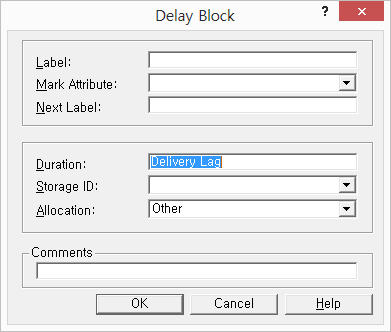 Delay Block
? ×
Label:
Mark Attribute:
Next Label:
Duration: Delivery Lag
Storage ID:
Allocation: Other
Comments
OK Cancel Help